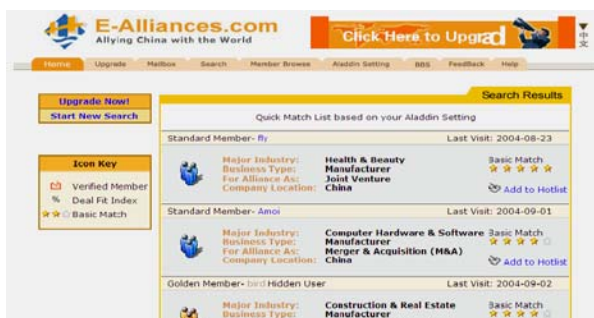 E-Alliances.com
Allying China with the World
Click Here to Upgrad
中文
Home Upgrade Mailbox Search Member Browse Aladdin Setting BBS FeedBack Help
Upgrade Now!
Start New Search
Search Results
Quick Match List based on your Aladdin Setting
Icon Key
Verified Member
% Deal Fit Index
Basic Match
Standard Member- fly Last Visit: 2004-08-23
Major Industry: Health & Beauty Basic Match
Business Type: Manufacturer
For Alliance As: Joint Venture
Company Location: China Add to Hotlist
Standard Member- Amoi Last Visit: 2004-09-01
Major Industry: Computer Hardware & Software Basic Match
Business Type: Manufacturer
For Alliance As: Merger & Acquisition (M&A)
Company Location: China Add to Hotlist
Golden Member- bird Hidden User Last Visit: 2004-09-02
Major Industry: Construction & Real Estate Basic Match
Business Type: Manufacturer